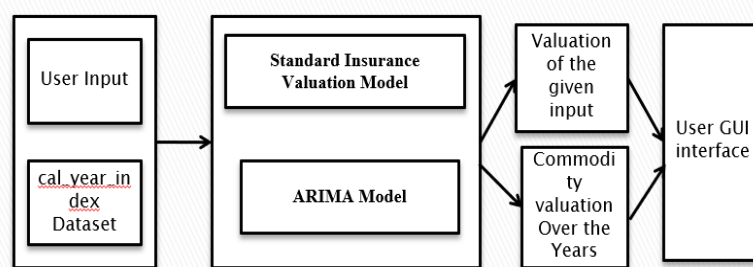 User Input
cal_year_in
dex
Dataset
Standard Insurance
Valuation Model
ARIMA Model
Valuation
of the
given
input
Commodi
ty
valuation
Over the
Years
User GUI
interface